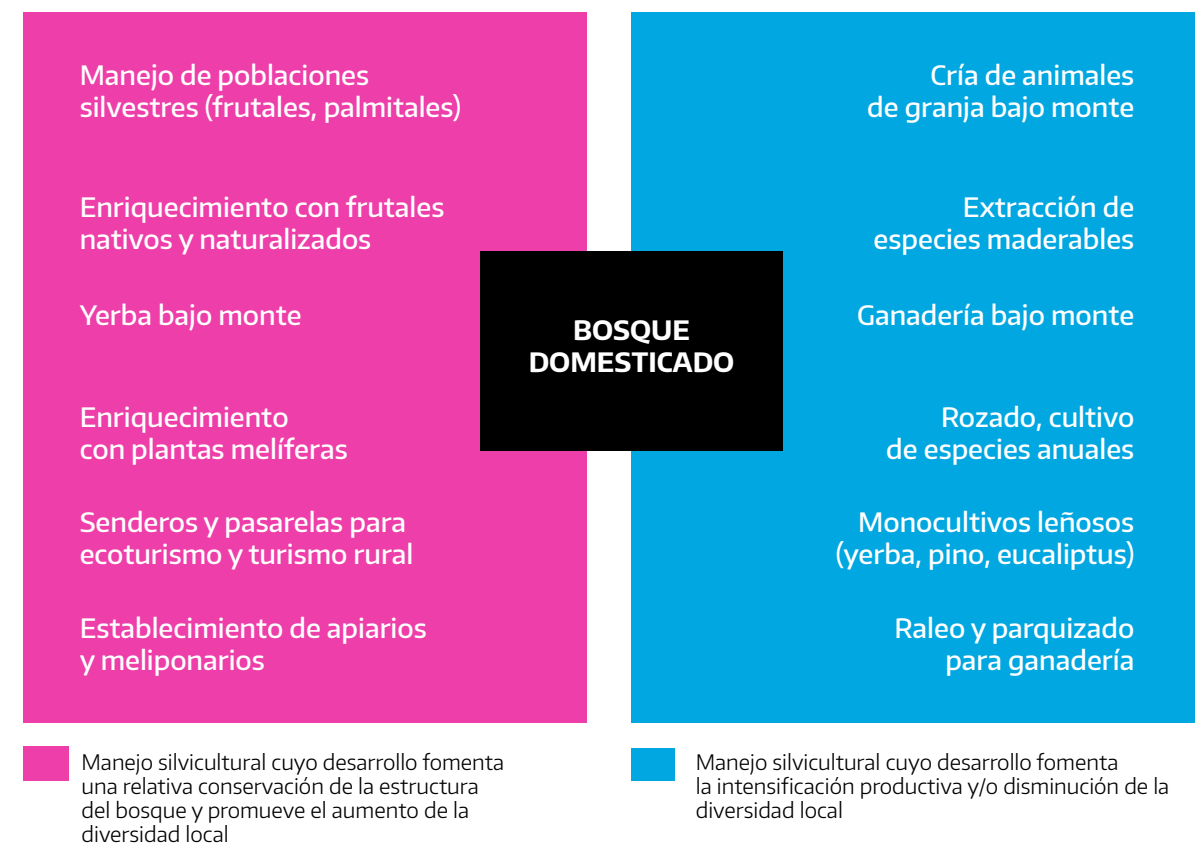 Manejo de poblaciones
silvestres (frutales, palmitales)
Enriquecimiento con frutales
nativos y naturalizados
Yerba bajo monte
Enriquecimiento
con plantas melíferas
Senderos y pasarelas para
ecoturismo y turismo rural
Establecimiento de apiarios
y meliponarios
BOSQUE
DOMESTICADO
Cría de animales
de granja bajo monte
Extracción de
especies maderables
Ganadería bajo monte
Rozado, cultivo
de especies anuales
Monocultivos leñosos
(yerba, pino, eucaliptus)
Raleo y parquizado
para ganadería
Manejo silvicultural cuyo desarrollo fomenta
una relativa conservación de la estructura
del bosque y promueve el aumento de la
diversidad local
Manejo silvicultural cuyo desarrollo fomenta
la intensificación productiva y/o disminución de la
diversidad local